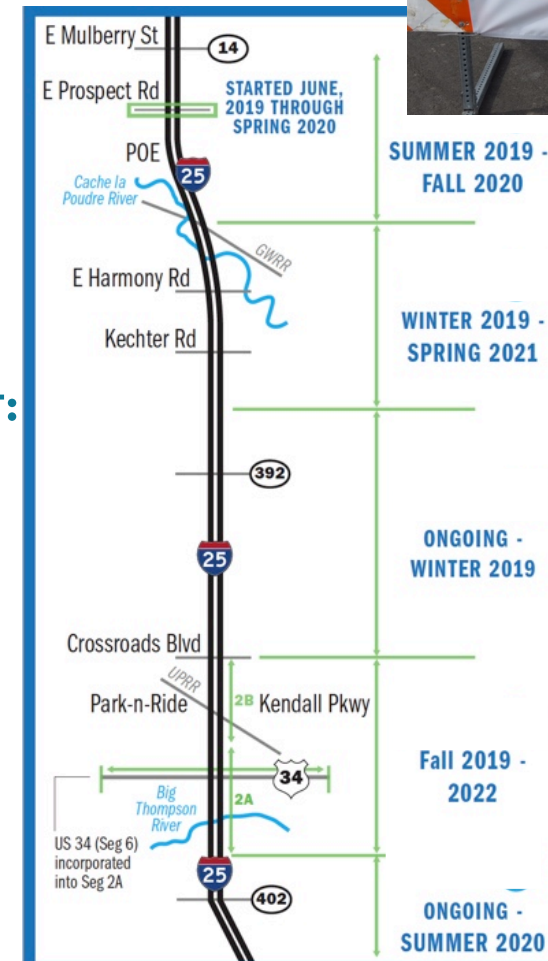 E Mulberry St
14
E Prospect Rd
STARTED JUNE,
2019 THROUGH
SPRING 2020
POE
25
SUMMER 2019 -
FALL 2020
Cache la
Poudre River
GWRR
E Harmony Rd
WINTER 2019 -
SPRING 2021
Kechter Rd
392
ONGOING -
WINTER 2019
25
Crossroads Blvd
UPRR
Park-n-Ride
2B
Kendall Pkwy
Fall 2019 -
2022
34
2A
Big
Thompson
River
US 34 (Seg 6)
incorporated
into Seg 2A
25
402
ONGOING -
SUMMER 2020